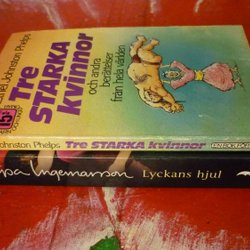 Johnston Phelps
Tre
STARKA
kvinnor
och andra
berättelser
från hela världen
Johnston Phelps Tre STARKA kvinnor
Ingemarsson Lyckans hjul